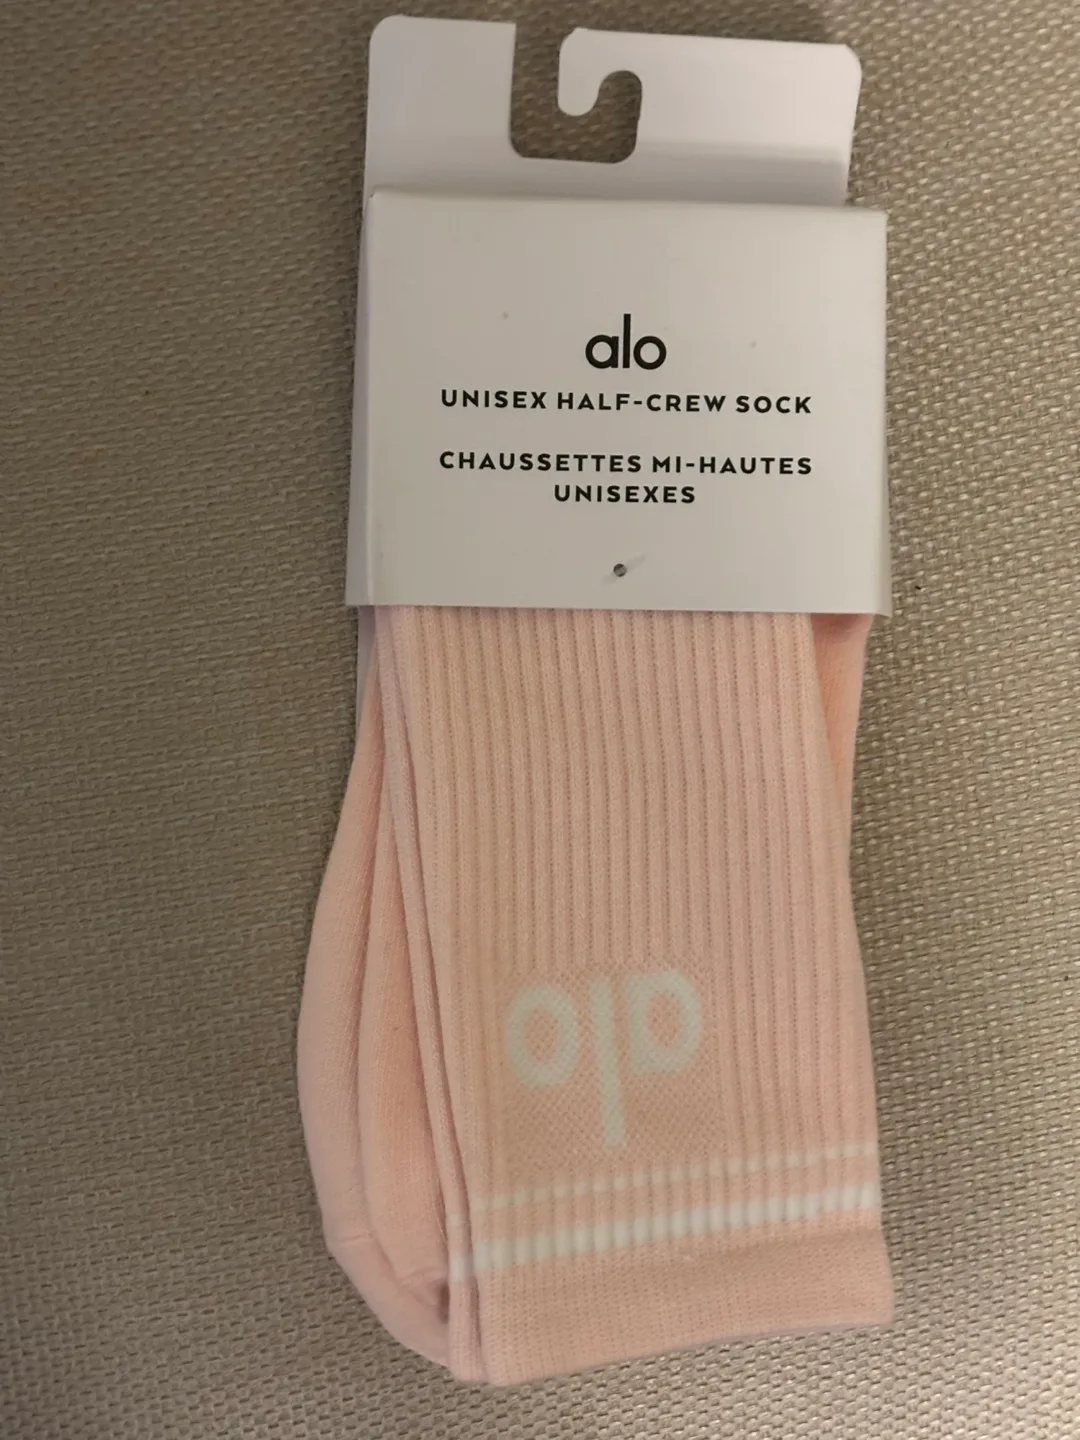 alo
UNISEX HALF-CREW SOCK
CHAUSSETTES MI-HAUTES
UNISEXES
alo